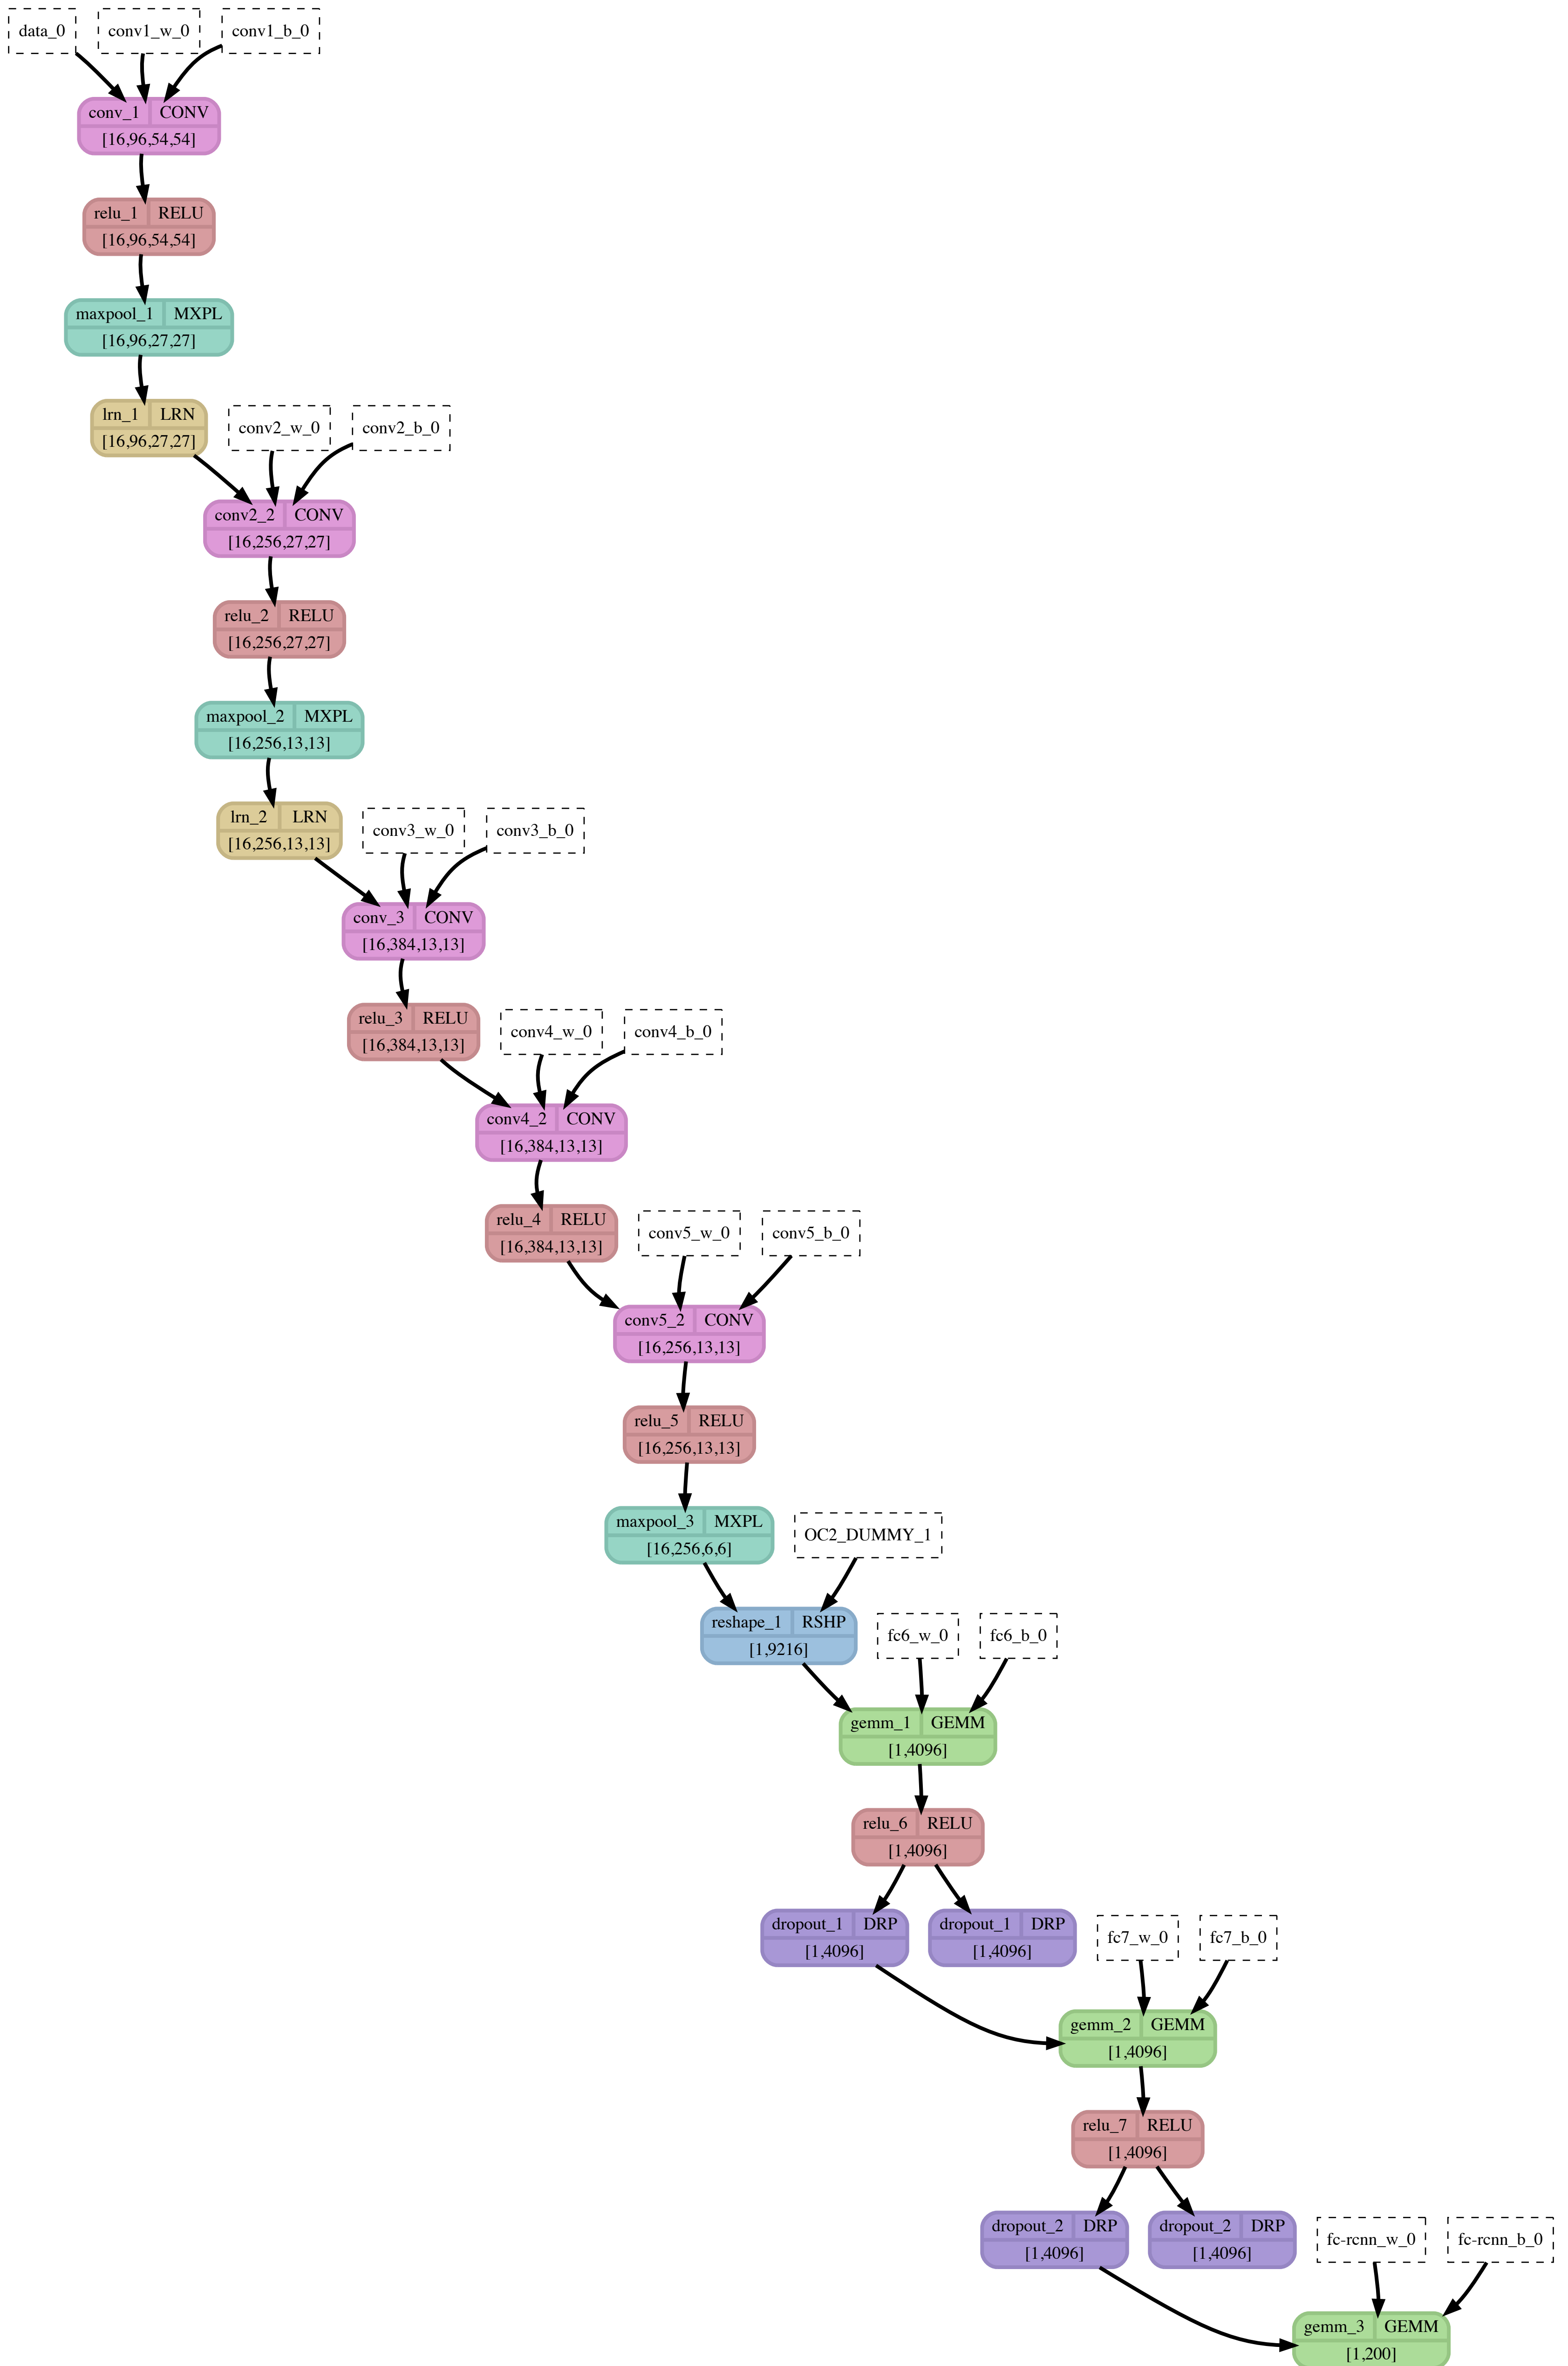 data_0 conv1_w_0 conv1_b_0
conv_1 CONV
[16,96,54,54]
relu_1 RELU
[16,96,54,54]
maxpool_1 MXPL
[16,96,27,27]
lrn_1 LRN
[16,96,27,27]
conv2_w_0 conv2_b_0
conv2_2 CONV
[16,256,27,27]
relu_2 RELU
[16,256,27,27]
maxpool_2 MXPL
[16,256,13,13]
lrn_2 LRN
[16,256,13,13]
conv3_w_0 conv3_b_0
conv_3 CONV
[16,384,13,13]
relu_3 RELU
[16,384,13,13]
conv4_w_0 conv4_b_0
conv4_2 CONV
[16,384,13,13]
relu_4 RELU
[16,384,13,13]
conv5_w_0 conv5_b_0
conv5_2 CONV
[16,256,13,13]
relu_5 RELU
[16,256,13,13]
maxpool_3 MXPL
[16,256,6,6]
OC2_DUMMY_1
reshape_1 RSHP
[1,9216]
fc6_w_0 fc6_b_0
gemm_1 GEMM
[1,4096]
relu_6 RELU
[1,4096]
dropout_1 DRP
[1,4096]
dropout_1 DRP
[1,4096]
fc7_w_0 fc7_b_0
gemm_2 GEMM
[1,4096]
relu_7 RELU
[1,4096]
dropout_2 DRP
[1,4096]
dropout_2 DRP
[1,4096]
fc-rcnn_w_0 fc-rcnn_b_0
gemm_3 GEMM
[1,200]